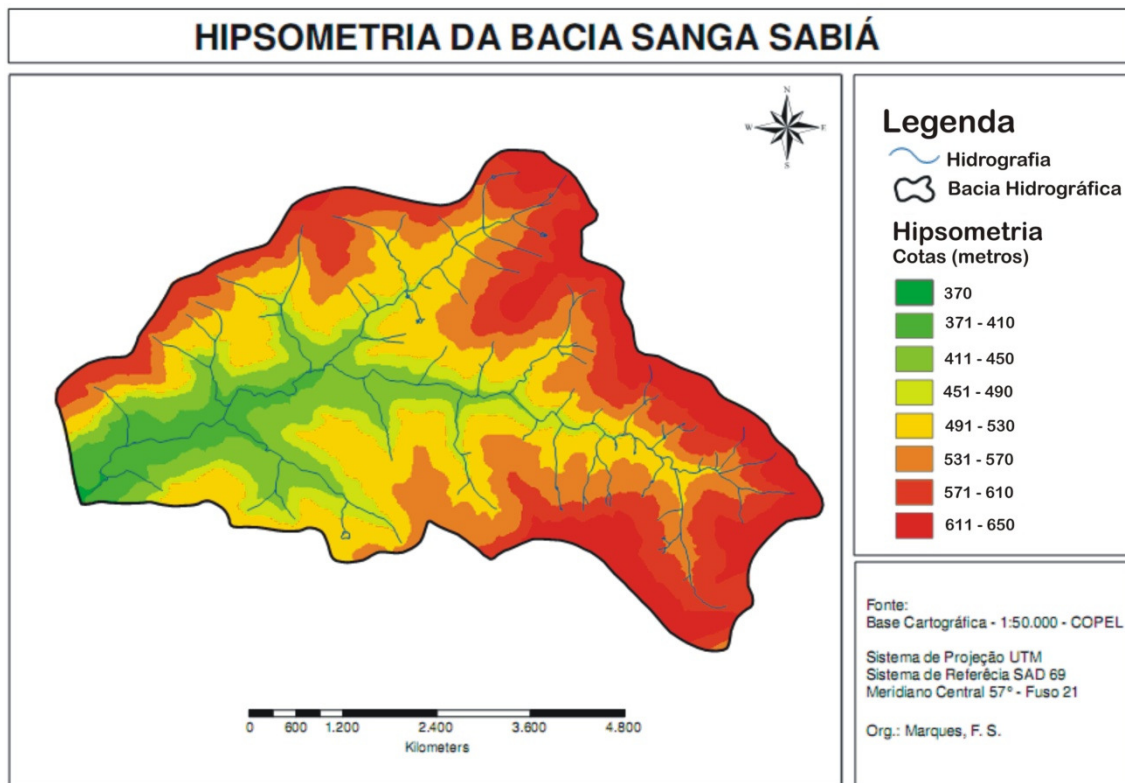 HIPSOMETRIA DA BACIA SANGA SABIÁ
N
W E
S
Legenda
Hidrografia
Bacia Hidrográfica
Hipsometria
Cotas (metros)
370
371 - 410
411 - 450
451 - 490
491 - 530
531 - 570
571 - 610
611 - 650
0 600 1.200 2.400 3.600 4.800
Kilometers
Fonte:
Base Cartográfica - 1:50.000 - COPEL
Sistema de Projeção UTM
Sistema de Referêcia SAD 69
Meridiano Central 57º - Fuso 21
Org.: Marques, F. S.